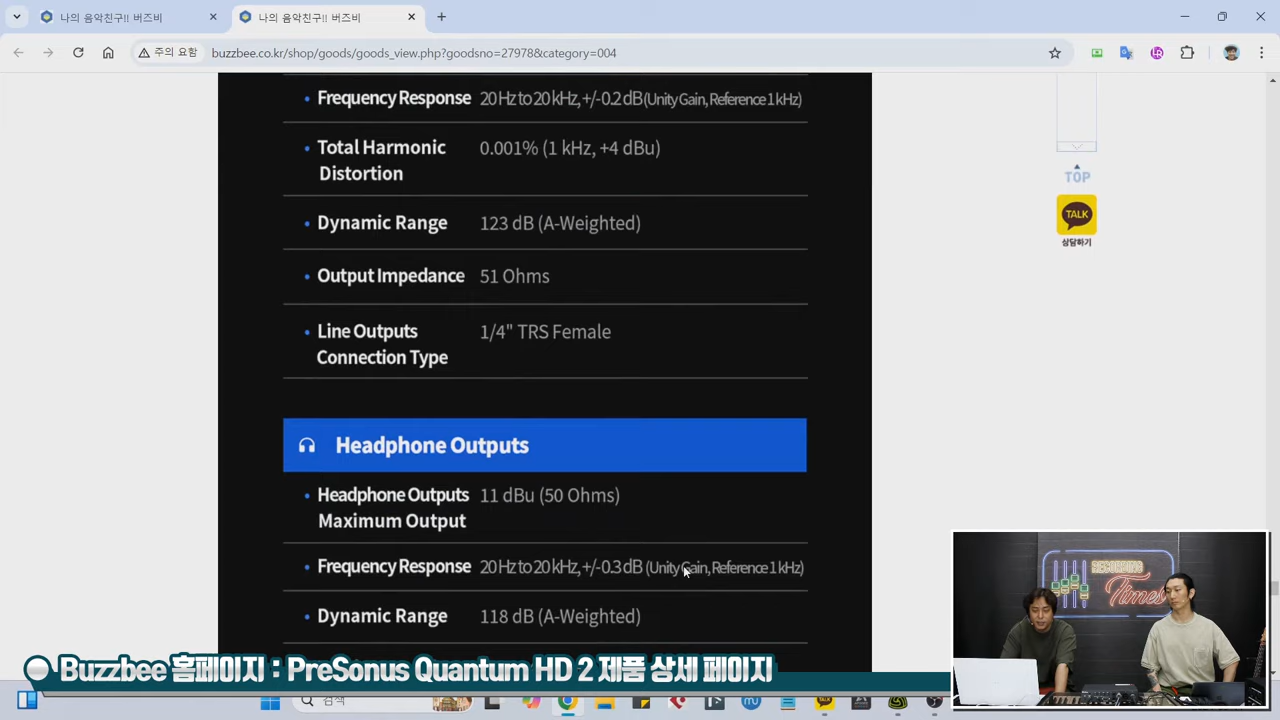 나의 음악친구!! 버즈비
나의 음악친구!! 버즈비
주의 요함
buzzbee.co.kr/shop/goods/goods_view.php?goodsno=27978&category=004
Frequency Response 20 Hz to 20 kHz, +/- 0.2 dB (Unity Gain, Reference 1 kHz)
Total Harmonic Distortion 0.001% (1 kHz, +4 dBu)
Dynamic Range 123 dB (A-Weighted)
Output Impedance 51 Ohms
Line Outputs Connection Type 1/4" TRS Female
Headphone Outputs
Headphone Outputs Maximum Output 11 dBu (50 Ohms)
Frequency Response 20 Hz to 20 kHz, +/- 0.3 dB (Unity Gain, Reference 1 kHz)
Dynamic Range 118 dB (A-Weighted)
TOP
TALK
상담하기
RECORDING
Times
Buzzbee 홈페이지 : PreSonus Quantum HD 2 제품 상세 페이지
검색